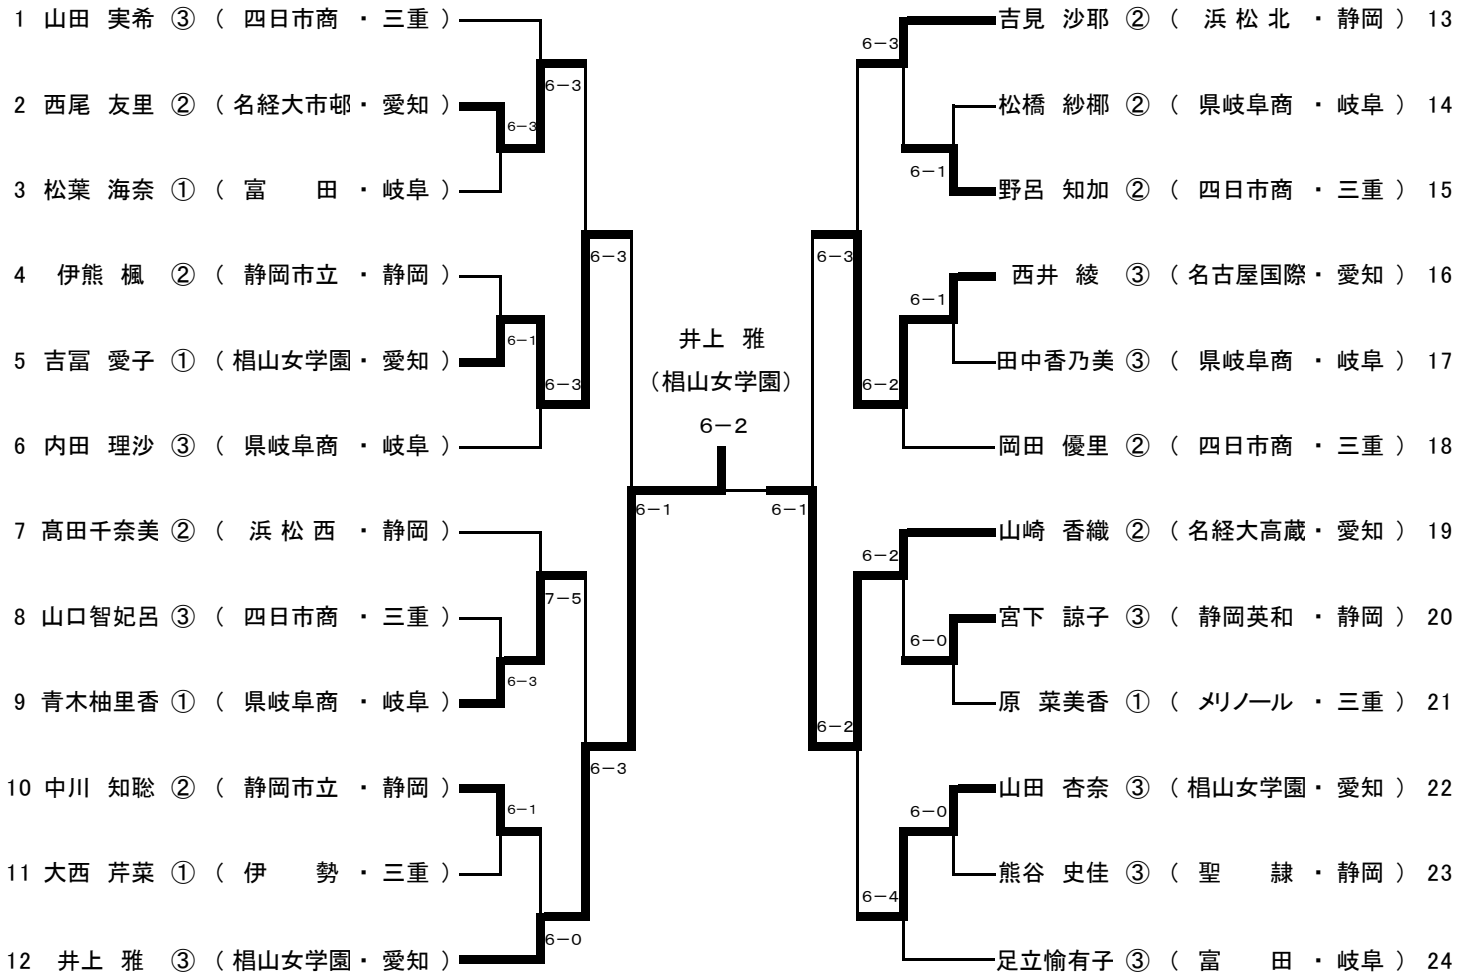 1 山田 実希 ③ （ 四日市商 ・ 三重 ）
2 西尾 友里 ② （ 名経大市邨 ・ 愛知 ）
3 松葉 海奈 ① （ 富 田 ・ 岐阜 ）
4 伊熊 楓 ② （ 静岡市立 ・ 静岡 ）
5 吉冨 愛子 ① （ 椙山女学園 ・ 愛知 ）
6 内田 理沙 ③ （ 県岐阜商 ・ 岐阜 ）
7 髙田千奈美 ② （ 浜 松 西 ・ 静岡 ）
8 山口智妃呂 ③ （ 四日市商 ・ 三重 ）
9 青木柚里香 ① （ 県岐阜商 ・ 岐阜 ）
10 中川 知聡 ② （ 静岡市立 ・ 静岡 ）
11 大西 芹菜 ① （ 伊 勢 ・ 三重 ）
12 井上 雅 ③ （ 椙山女学園 ・ 愛知 ）
6－3
6－1
6－3
6－1
6－3
6－3
7－5
6－0
6－3
6－3
6－1
井上 雅
（椙山女学園）
6－2
6－1
6－3
6－2
6－3
6－2
6－2
6－4
6－1
6－1
6－0
6－0
吉見 沙耶 ② （ 浜 松 北 ・ 静岡 ） 13
松橋 紗椰 ② （ 県岐阜商 ・ 岐阜 ） 14
野呂 知加 ② （ 四日市商 ・ 三重 ） 15
西井 綾 ③ （ 名古屋国際 ・ 愛知 ） 16
田中香乃美 ③ （ 県岐阜商 ・ 岐阜 ） 17
岡田 優里 ② （ 四日市商 ・ 三重 ） 18
山崎 香織 ② （ 名経大高蔵 ・ 愛知 ） 19
宮下 諒子 ③ （ 静岡英和 ・ 静岡 ） 20
原 菜美香 ① （ メリノール ・ 三重 ） 21
山田 杏奈 ③ （ 椙山女学園 ・ 愛知 ） 22
熊谷 史佳 ③ （ 聖 隷 ・ 静岡 ） 23
足立愉有子 ③ （ 富 田 ・ 岐阜 ） 24